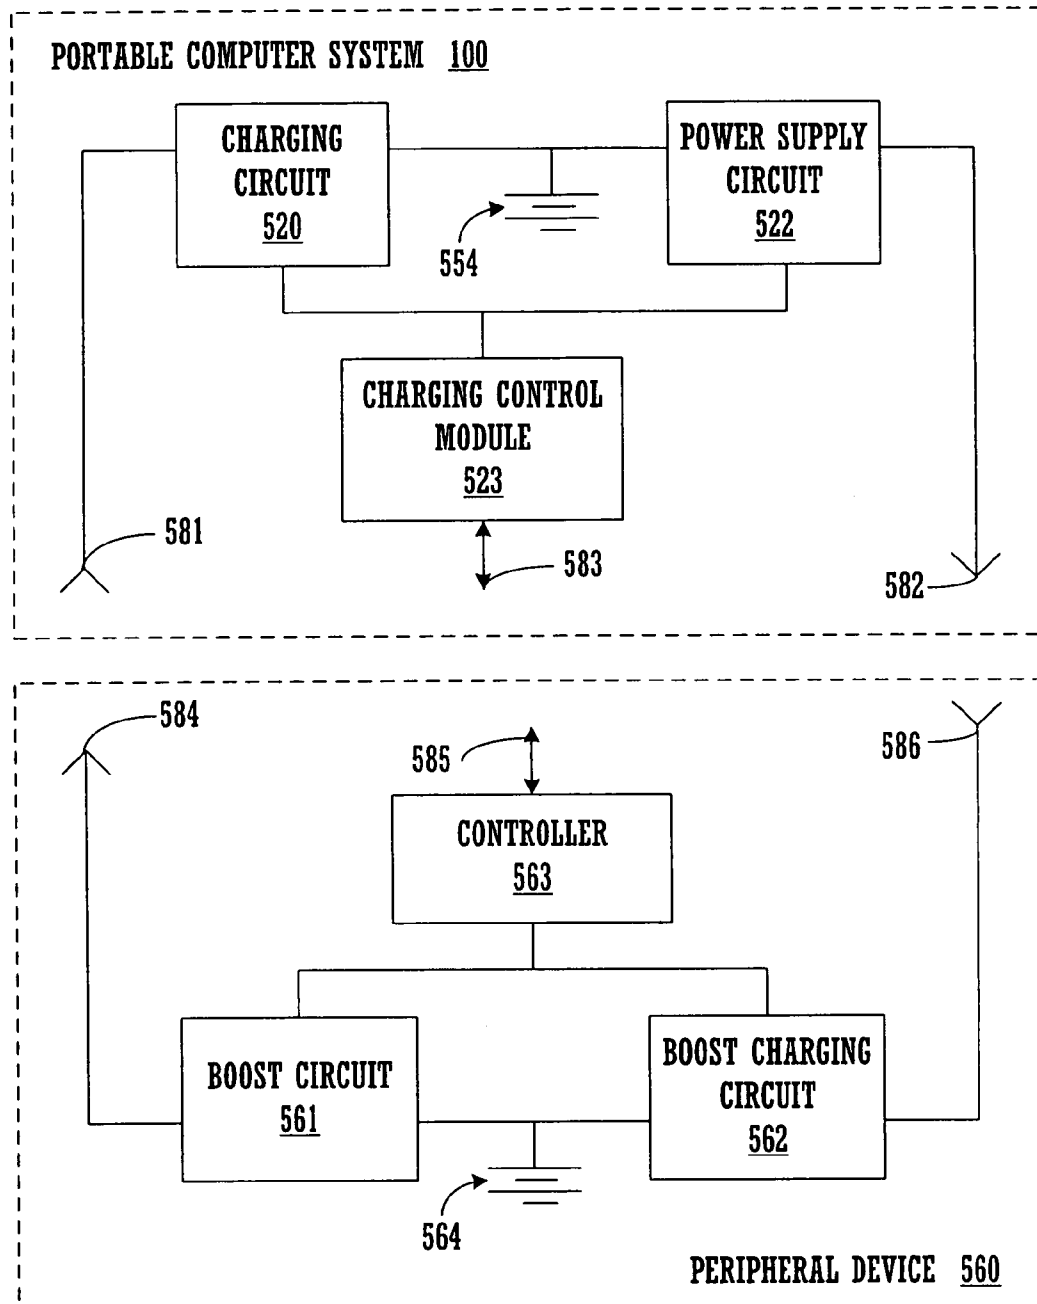 PORTABLE COMPUTER SYSTEM 100
CHARGING
CIRCUIT
520
POWER SUPPLY
CIRCUIT
522
554
CHARGING CONTROL
MODULE
523
581
583
582
584
585
586
CONTROLLER
563
BOOST CIRCUIT
561
BOOST CHARGING
CIRCUIT
562
564
PERIPHERAL DEVICE 560